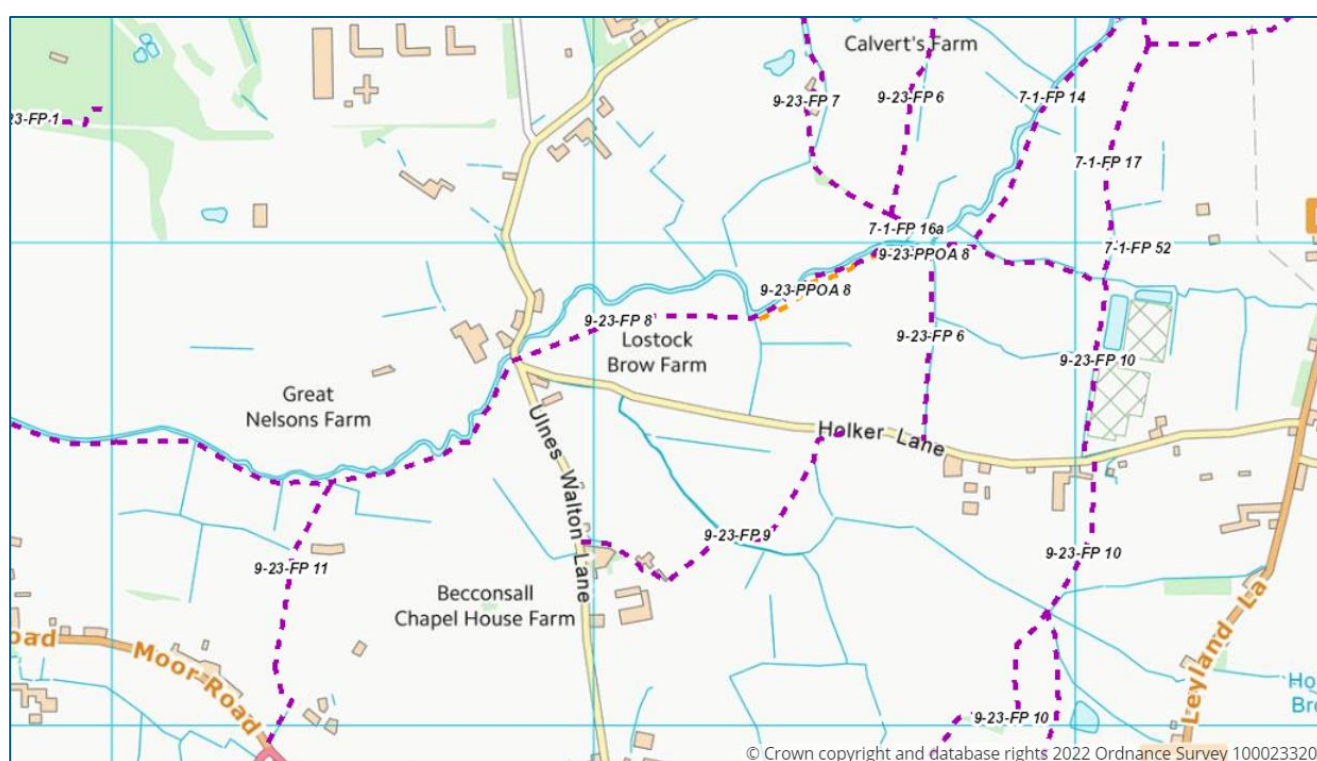 Calvert's Farm
9-23-FP 7
9-23-FP 6
7-1-FP 14
23-FP 1
7-1-FP 17
7-1-FP 16a
9-23-PPOA 8
7-1-FP 52
9-23-PPOA 8
9-23-FP 8
Lostock
Brow Farm
9-23-FP 6
9-23-FP 10
Great
Nelsons Farm
Ulnes Walton Lane
Holker Lane
9-23-FP 9
9-23-FP 10
9-23-FP 11
Becconsall
Chapel House Farm
oad
Moor Road
Leyland La
Ho
Bro
9-23-FP 10
© Crown copyright and database rights 2022 Ordnance Survey 100023320